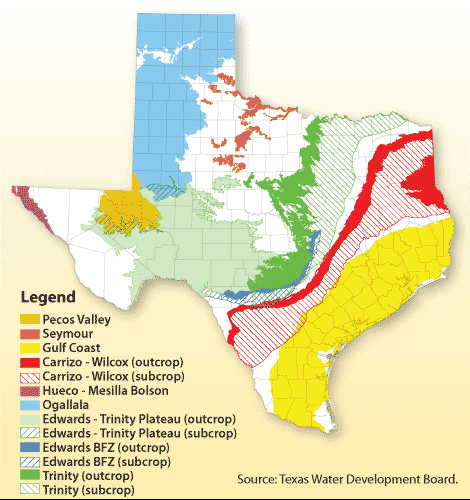 Legend
Pecos Valley
Seymour
Gulf Coast
Carrizo - Wilcox (outcrop)
Carrizo - Wilcox (subcrop)
Hueco - Mesilla Bolson
Ogallala
Edwards - Trinity Plateau (outcrop)
Edwards - Trinity Plateau (subcrop)
Edwards BFZ (outcrop)
Edwards BFZ (subcrop)
Trinity (outcrop)
Trinity (subcrop)
Source: Texas Water Development Board.